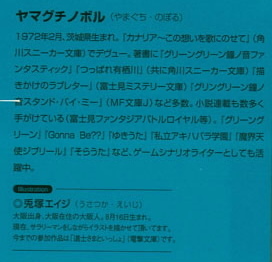 ヤマグチノボル（やまぐち・のぼる）
1972年2月、茨城県生まれ。「カナリア〜この想いを歌にのせて」（角
川スニーカー文庫）でデビュー。著書に「グリーングリーン鐘ノ音ファ
ンタスティック」「つっぱれ有栖川」（共に角川スニーカー文庫）「描
きかけのラブレター」（富士見ミステリー文庫）「グリーングリーン鐘ノ
音スタンド・バイ・ミー」（MF文庫J）など多数。小説連載も数多く
手がけている（富士見ファンタジアバトルロイヤル等）。「グリーング
リーン」「Gonna Be??」「ゆきうた」「私立アキハバラ学園」「魔界天
使ジブリール」「そらうた」など、ゲームシナリオライターとしても活
躍中。
Illustration
◎兎塚エイジ（うさつか・えいじ）
大阪出身、大阪在住の大阪人。8月16日生まれ。
現在、サラリーマンをしながらイラストを描かせて頂いてます。
今までの参加作品は「道士さまといっしょ」（電撃文庫）です。